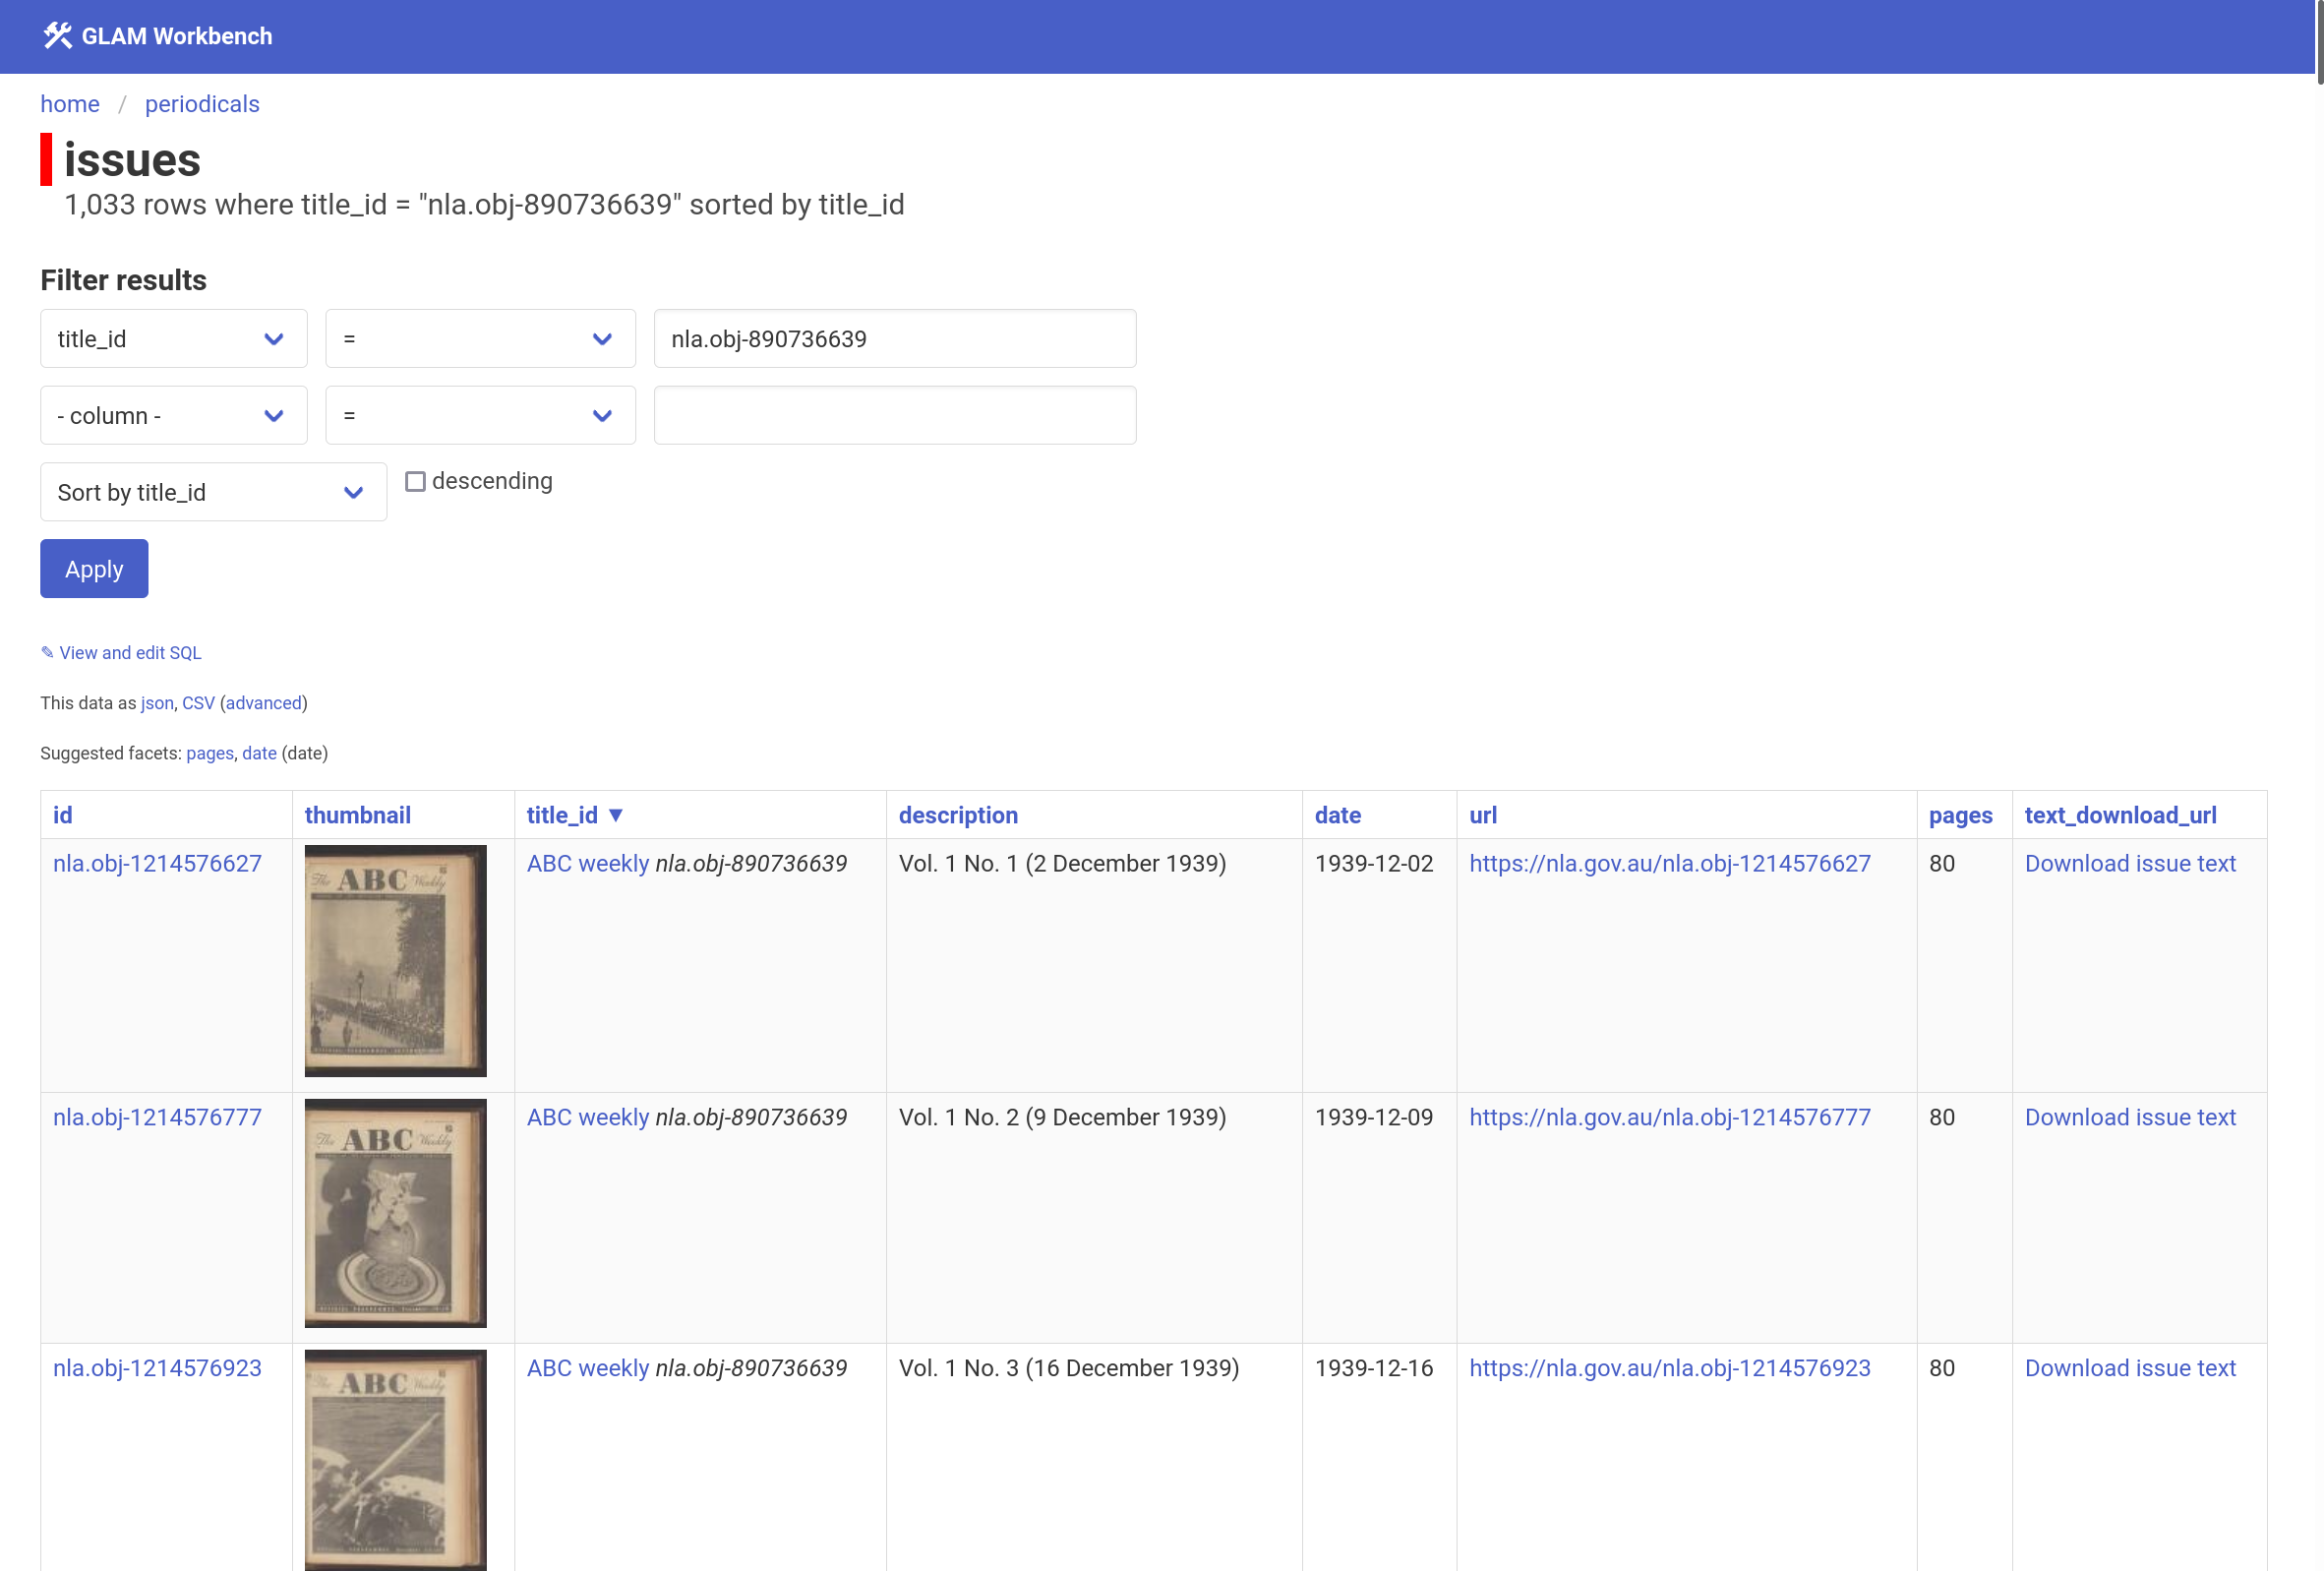 GLAM Workbench
home / periodicals
issues
1,033 rows where title_id = "nla.obj-890736639" sorted by title_id
Filter results
title_id = nla.obj-890736639
- column - =
Sort by title_id descending
Apply
✎ View and edit SQL
This data as json, CSV (advanced)
Suggested facets: pages, date (date)
id thumbnail title_id ▼ description date url pages text_download_url
nla.obj-1214576627 ABC weekly nla.obj-890736639 Vol. 1 No. 1 (2 December 1939) 1939-12-02 https://nla.gov.au/nla.obj-1214576627 80 Download issue text
The ABC Weekly
nla.obj-1214576777 ABC weekly nla.obj-890736639 Vol. 1 No. 2 (9 December 1939) 1939-12-09 https://nla.gov.au/nla.obj-1214576777 80 Download issue text
The ABC Weekly
nla.obj-1214576923 ABC weekly nla.obj-890736639 Vol. 1 No. 3 (16 December 1939) 1939-12-16 https://nla.gov.au/nla.obj-1214576923 80 Download issue text
The ABC Weekly